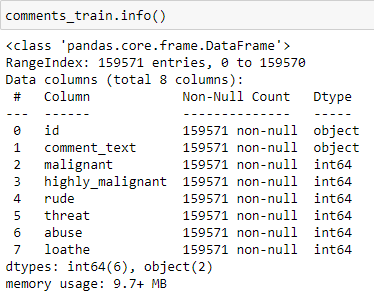 comments_train.info()
<class 'pandas.core.frame.DataFrame'>
RangeIndex: 159571 entries, 0 to 159570
Data columns (total 8 columns):
 #   Column            Non-Null Count   Dtype
---  ------            --------------   -----
 0   id                159571 non-null  object
 1   comment_text      159571 non-null  object
 2   malignant         159571 non-null  int64
 3   highly_malignant  159571 non-null  int64
 4   rude              159571 non-null  int64
 5   threat            159571 non-null  int64
 6   abuse             159571 non-null  int64
 7   loathe            159571 non-null  int64
dtypes: int64(6), object(2)
memory usage: 9.7+ MB